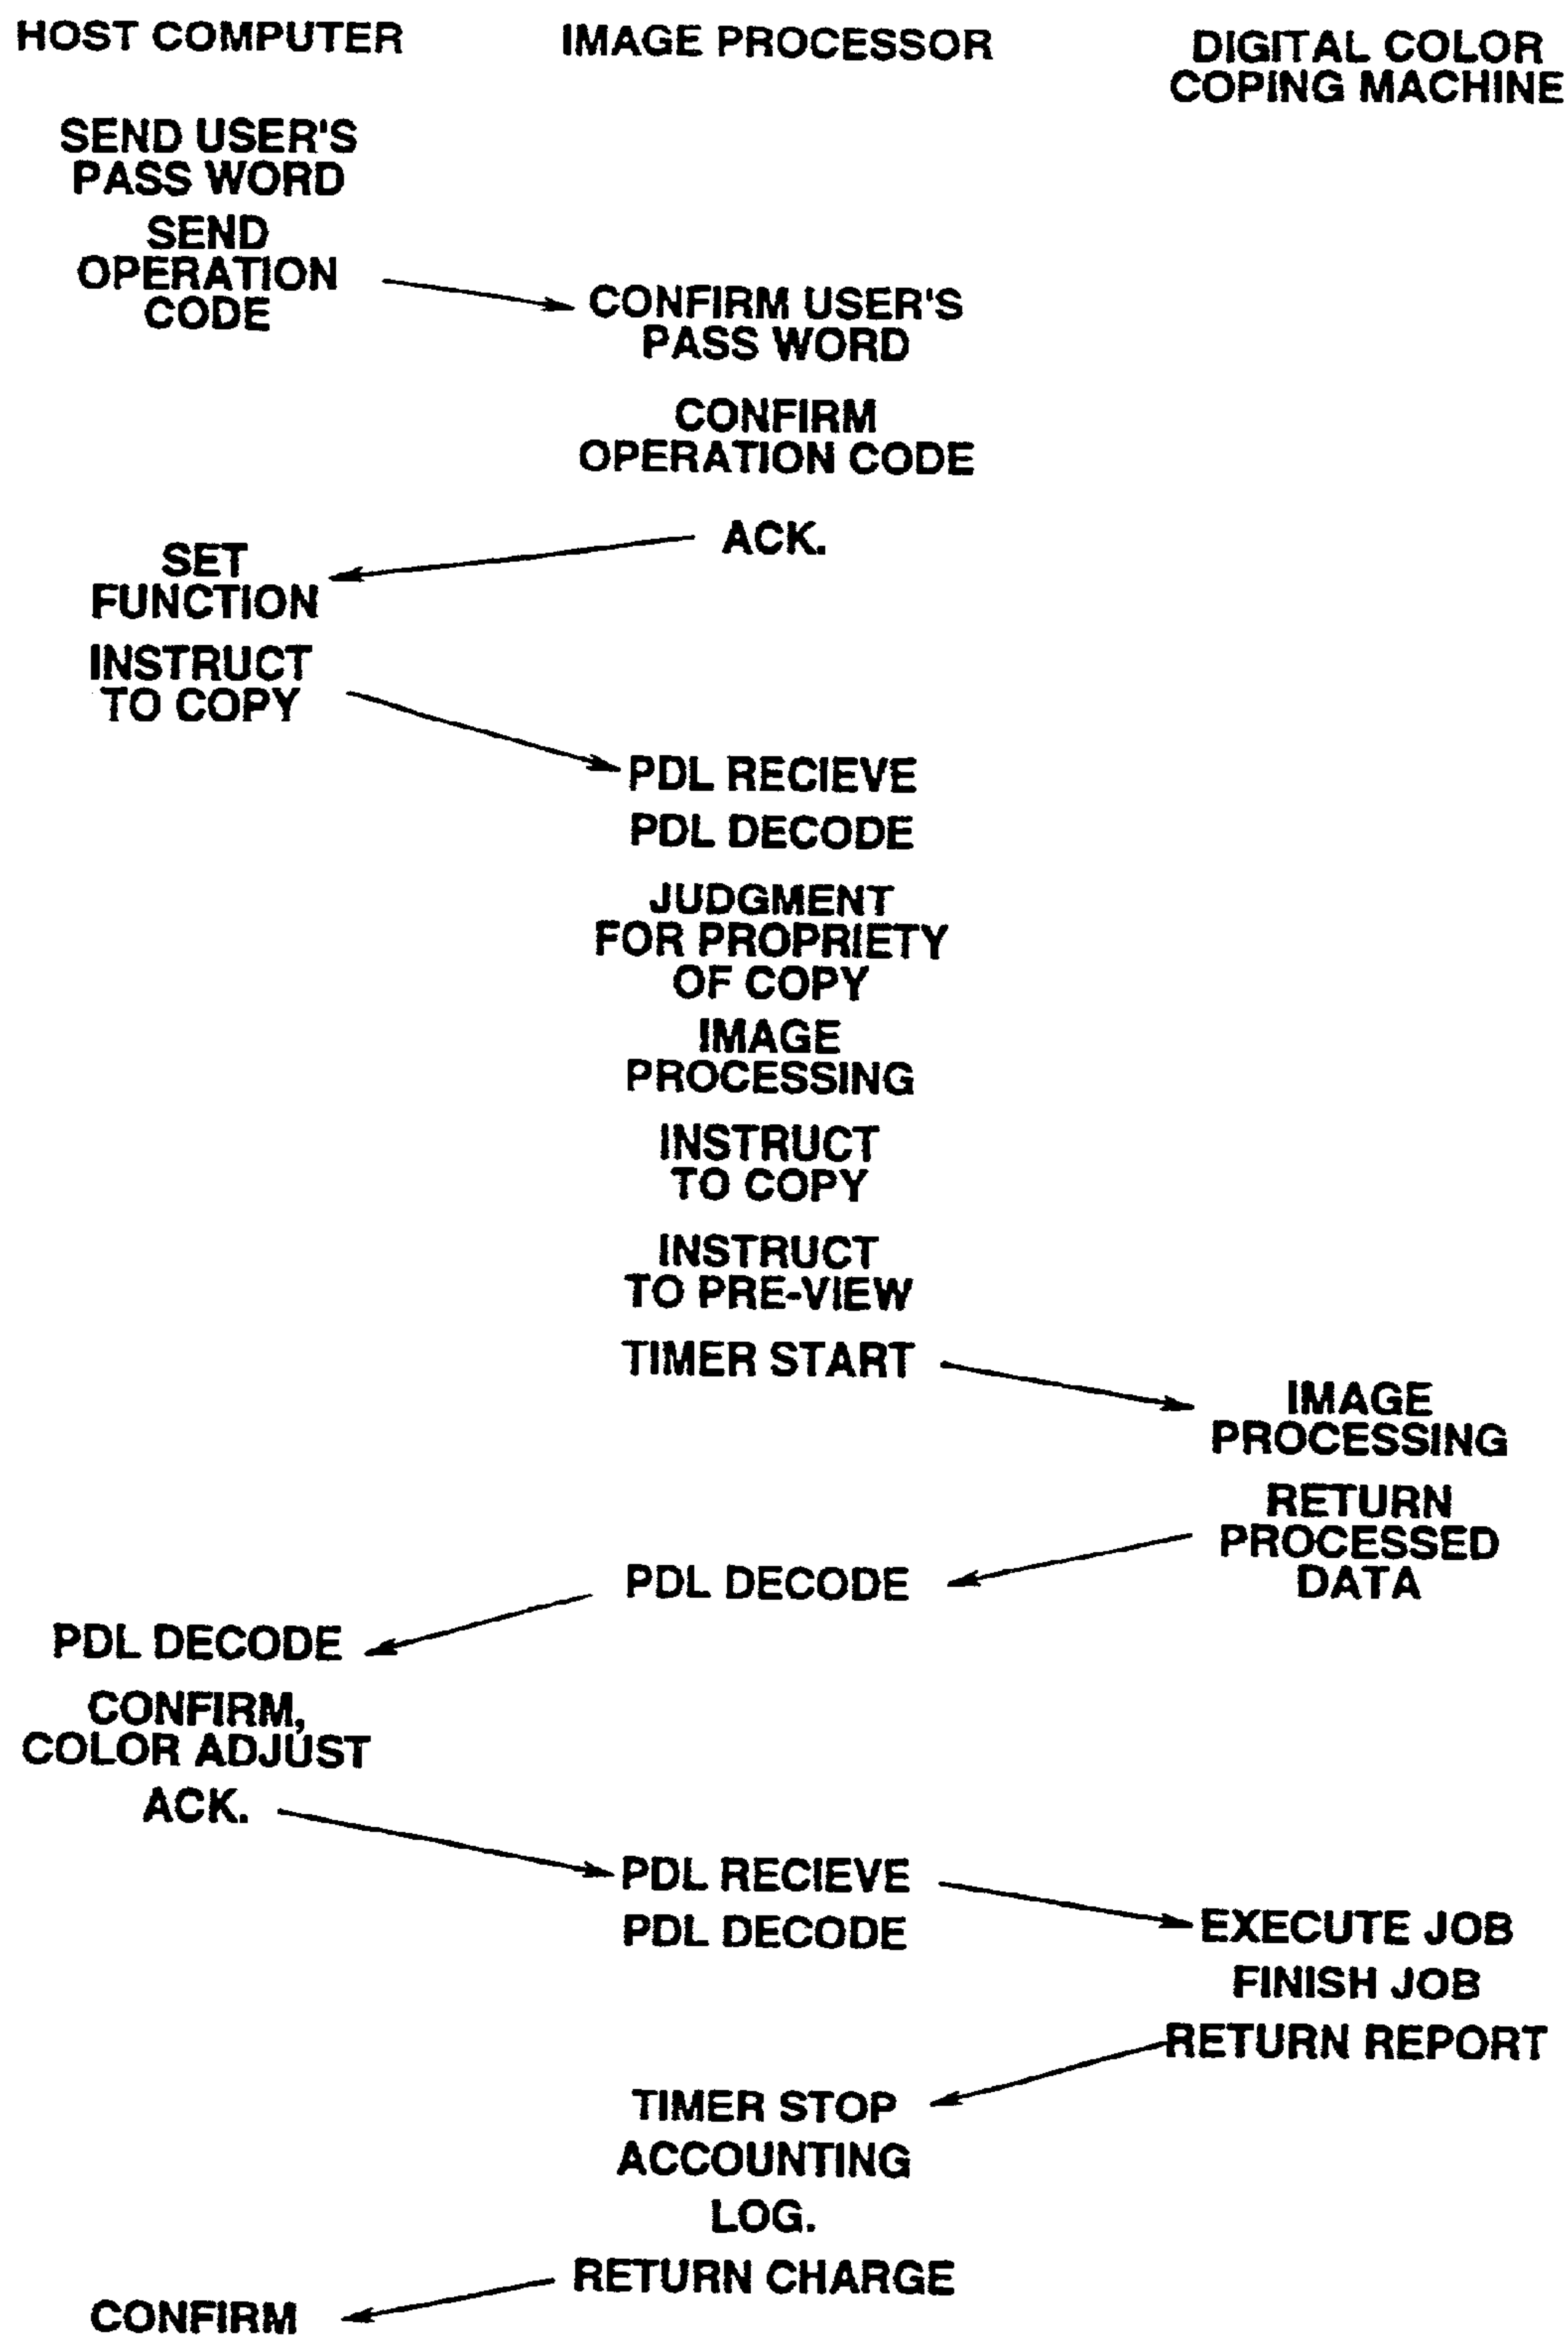 HOST COMPUTER
IMAGE PROCESSOR
DIGITAL COLOR
COPING MACHINE
SEND USER'S
PASS WORD
SEND
OPERATION
CODE
CONFIRM USER'S
PASS WORD
CONFIRM
OPERATION CODE
ACK.
SET
FUNCTION
INSTRUCT
TO COPY
PDL RECIEVE
PDL DECODE
JUDGMENT
FOR PROPRIETY
OF COPY
IMAGE
PROCESSING
INSTRUCT
TO COPY
INSTRUCT
TO PRE-VIEW
TIMER START
IMAGE
PROCESSING
RETURN
PROCESSED
DATA
PDL DECODE
PDL DECODE
CONFIRM,
COLOR ADJUST
ACK.
PDL RECIEVE
PDL DECODE
EXECUTE JOB
FINISH JOB
RETURN REPORT
TIMER STOP
ACCOUNTING
LOG.
RETURN CHARGE
CONFIRM